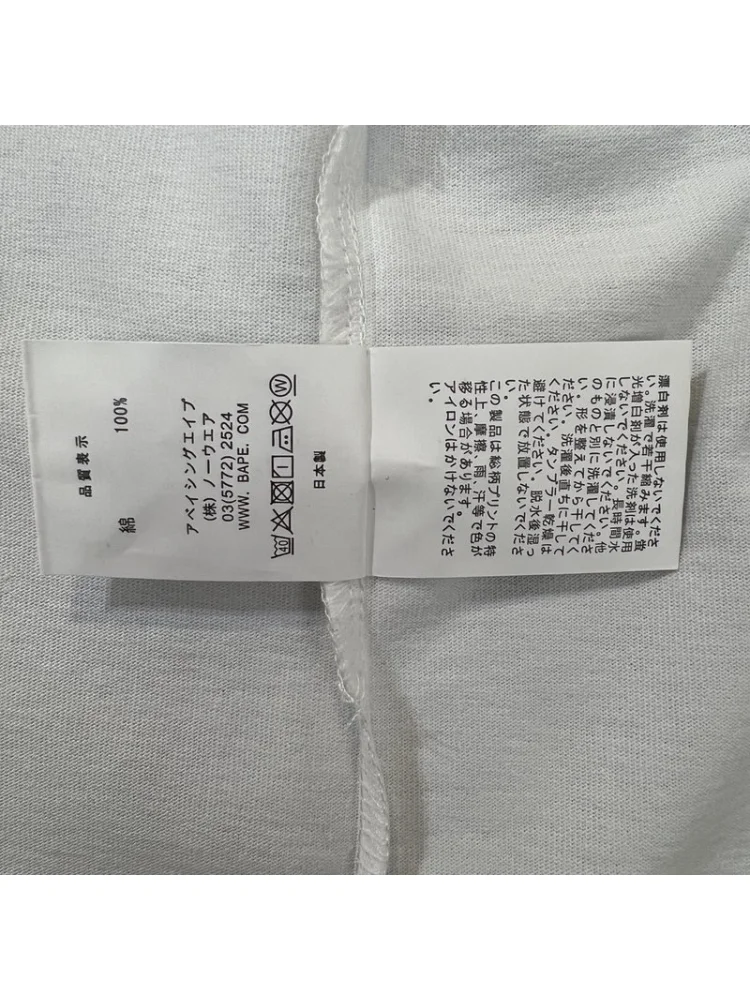 品質表示
綿 100%
アベイシングエイプ
(株) ノーウエア
03(5772) 2524
WWW. BAPE. COM
40
日本製
漂白剤は使用しないでくださ
い。洗濯で若干縮みます。蛍
光増白剤が入った洗剤は使用
しないでください。長時間水
に浸漬しないでください。他
のものと別に洗濯してくださ
い。形を整えてから干してく
ださい。洗濯後直ちに干して
ください。タンブラー乾燥は
避けてください。脱水後湿っ
た状態で放置しないでくださ
い。
この製品は総柄プリントの特
性上、摩擦、雨、汗等で色が
移る場合があります。
アイロンはかけないでくださ
い。